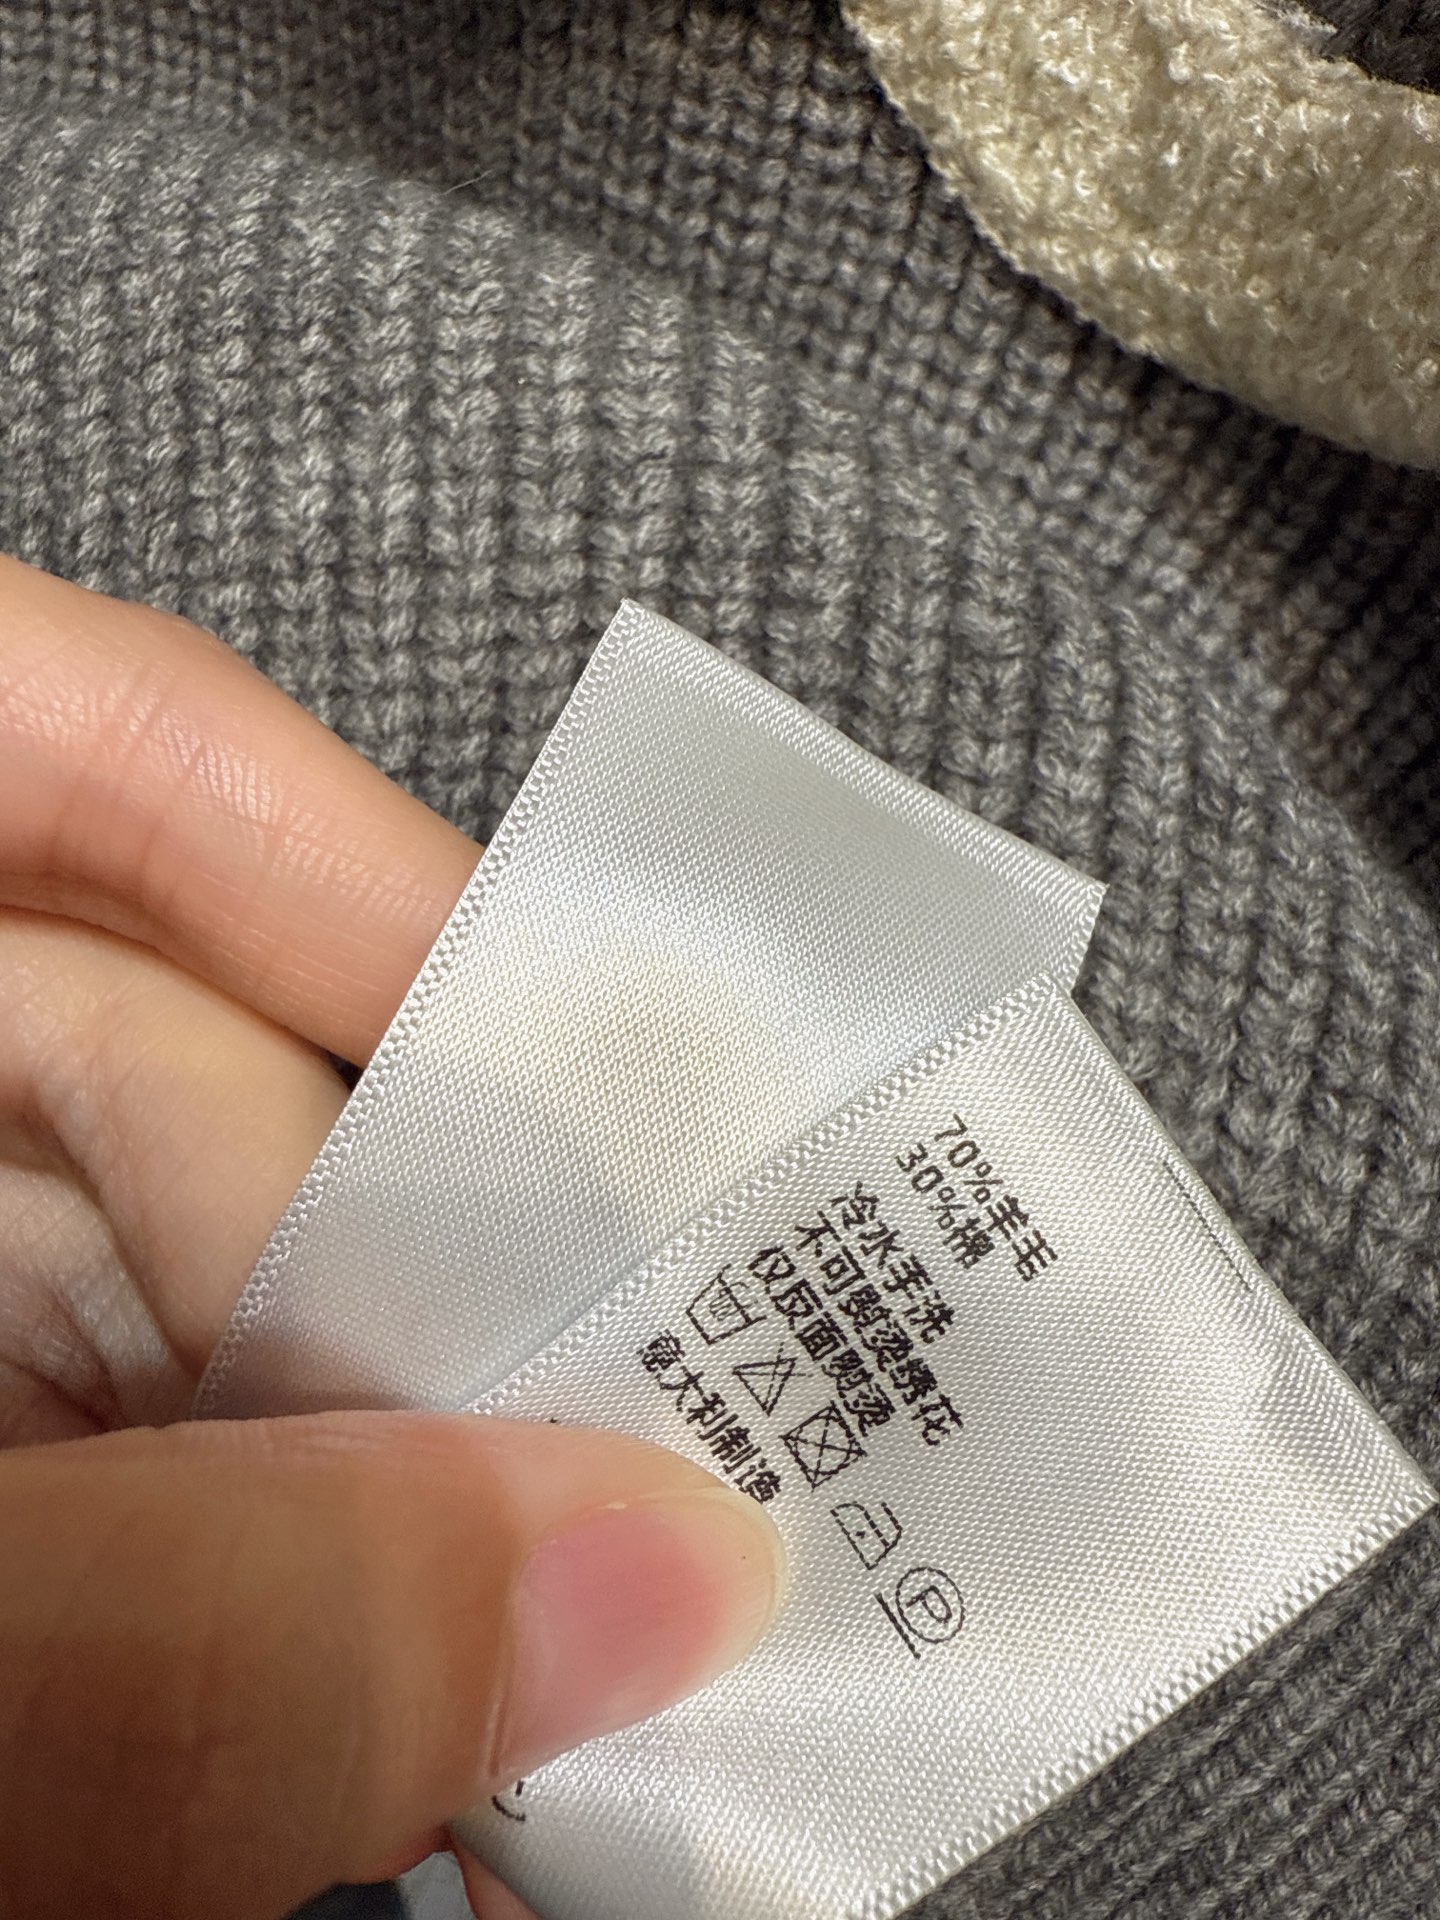 70%羊毛
30%棉
冷水手洗
不可熨烫绣花
仅反面熨烫
P
意大利制造